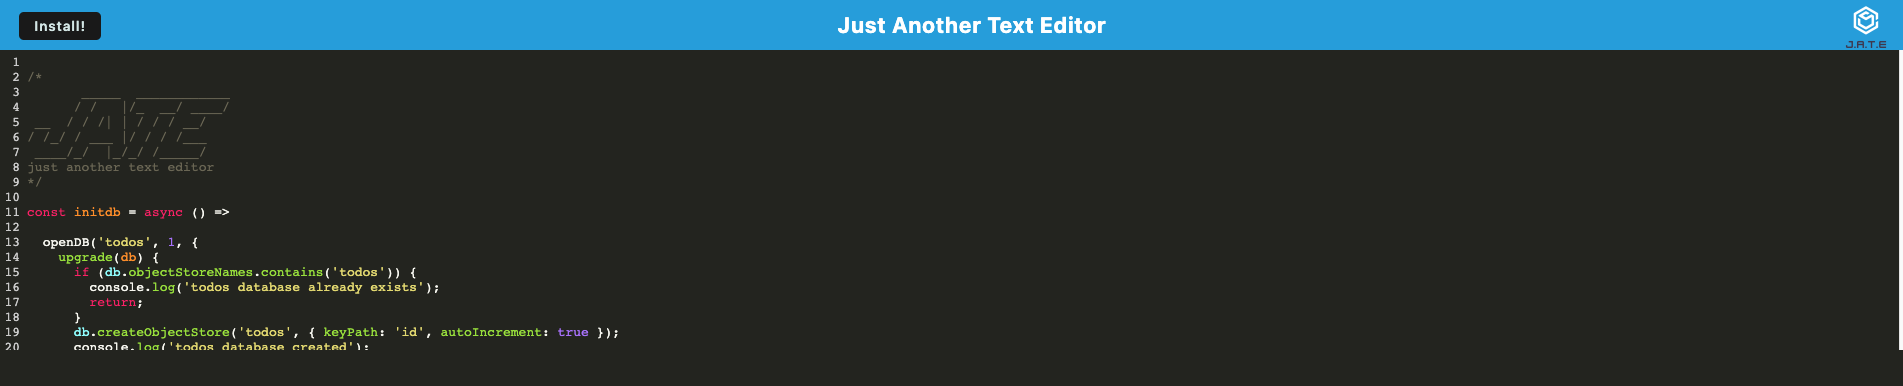 Install!
Just Another Text Editor
J.A.T.E
1
2 /*
3        _____  ____________
4       / /   |/_  __/ ____/
5  __  / / /| | / / / __/
6 / /_/ / ___ |/ / / /___
7  ____/_/  |_/_/ /_____/
8 just another text editor
9 */
10
11 const initdb = async () =>
12
13   openDB('todos', 1, {
14     upgrade(db) {
15       if (db.objectStoreNames.contains('todos')) {
16         console.log('todos database already exists');
17         return;
18       }
19       db.createObjectStore('todos', { keyPath: 'id', autoIncrement: true });
20       console.log('todos database created');